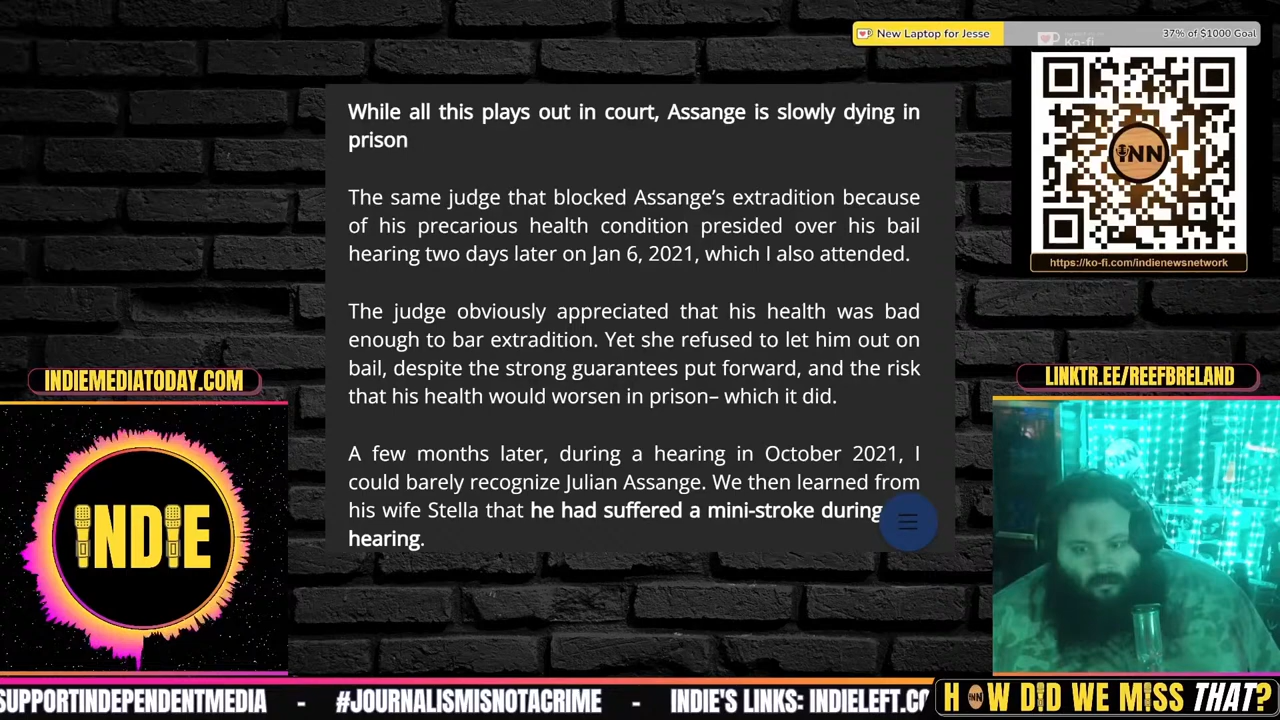 New Laptop for Jesse
37% of $1000 Goal
Ko-fi
While all this plays out in court, Assange is slowly dying in
prison
The same judge that blocked Assange’s extradition because
of his precarious health condition presided over his bail
hearing two days later on Jan 6, 2021, which I also attended.
The judge obviously appreciated that his health was bad
enough to bar extradition. Yet she refused to let him out on
bail, despite the strong guarantees put forward, and the risk
that his health would worsen in prison– which it did.
A few months later, during a hearing in October 2021, I
could barely recognize Julian Assange. We then learned from
his wife Stella that he had suffered a mini-stroke during
hearing.
iNN
https://ko-fi.com/indienewsnetwork
INDIEMEDIATODAY.COM
LINKTR.EE/REEFBRELAND
INDIE
SUPPORTINDEPENDENTMEDIA - #JOURNALISMISNOTACRIME - INDIE'S LINKS: INDIELEFT.CO
HOW DID WE MISS THAT?